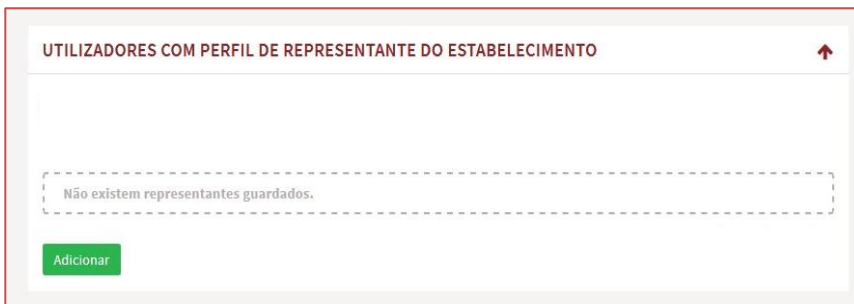 UTILIZADORES COM PERFIL DE REPRESENTANTE DO ESTABELECIMENTO
Não existem representantes guardados.
Adicionar